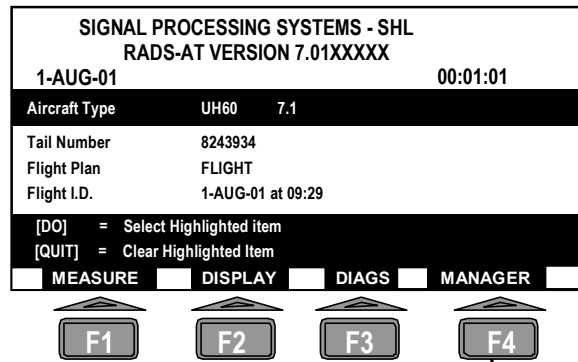 SIGNAL PROCESSING SYSTEMS - SHL
RADS-AT VERSION 7.01XXXXX
1-AUG-01 00:01:01
Aircraft Type UH60 7.1
Tail Number 8243934
Flight Plan FLIGHT
Flight I.D. 1-AUG-01 at 09:29
[DO] = Select Highlighted item
[QUIT] = Clear Highlighted Item
MEASURE DISPLAY DIAGS MANAGER
F1 F2 F3 F4